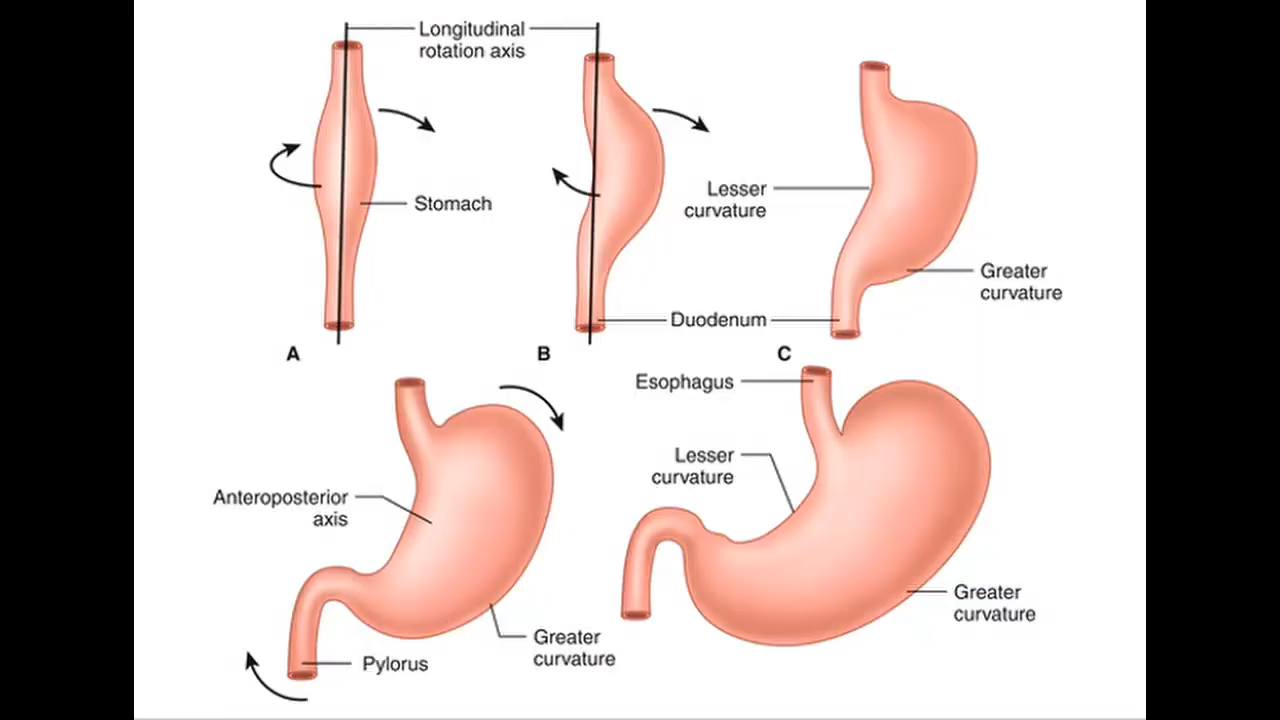 Longitudinal
rotation axis
Stomach
Lesser
curvature
Greater
curvature
Duodenum
A
B
C
Esophagus
Lesser
curvature
Anteroposterior
axis
Greater
curvature
Greater
curvature
Pylorus